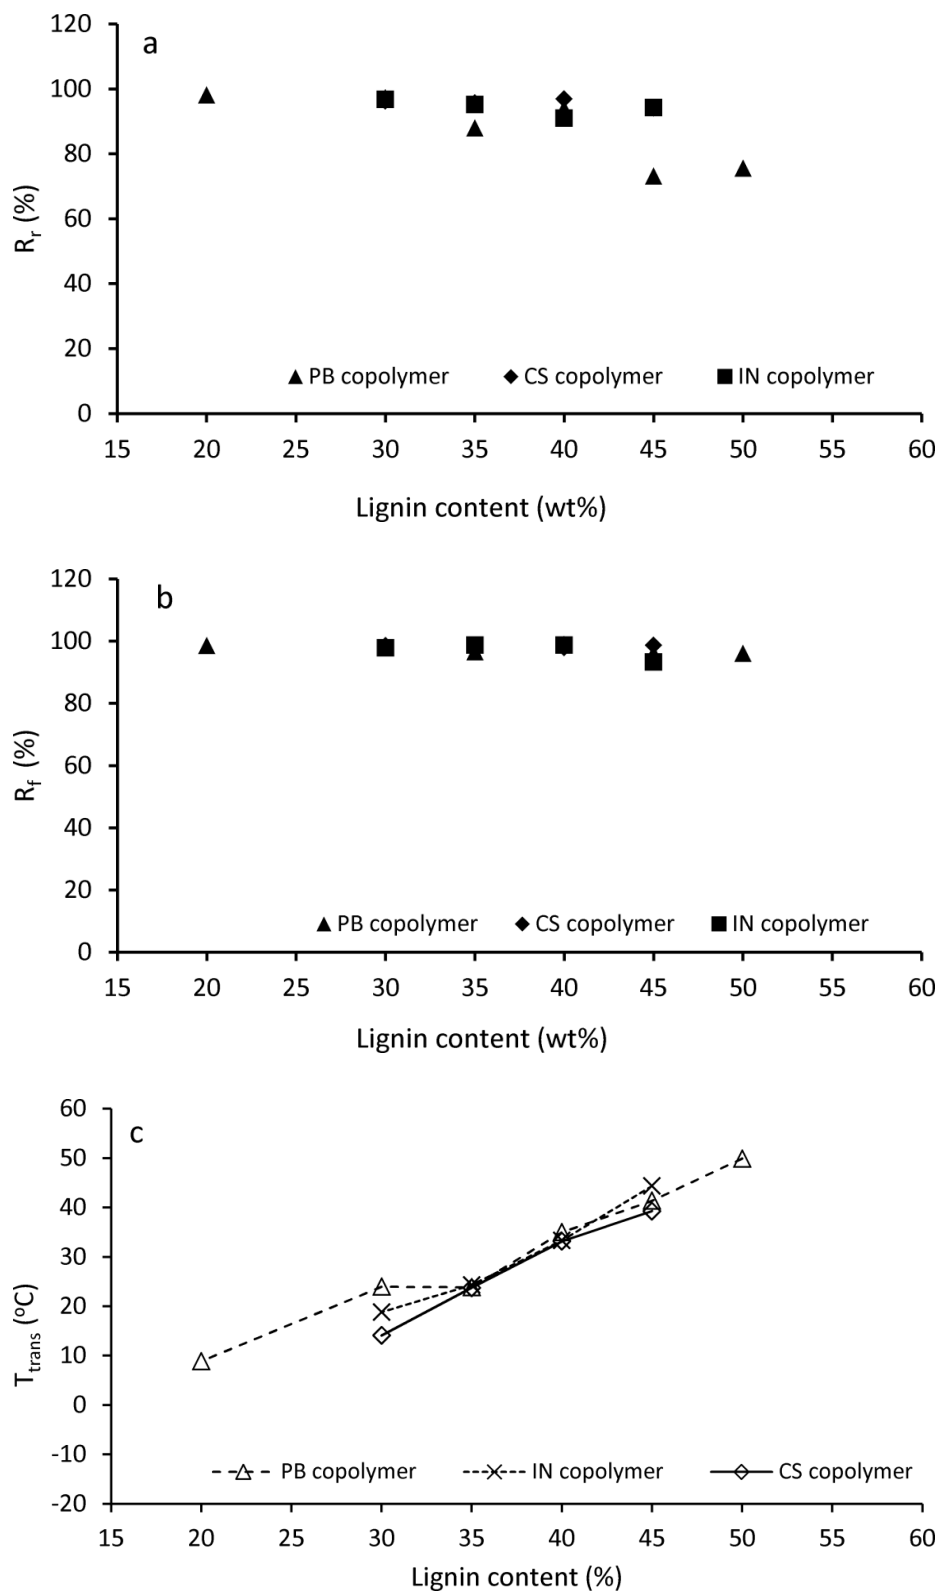 a
120
100
80
60
40
20
0
R_r (%)
PB copolymer CS copolymer IN copolymer
15 20 25 30 35 40 45 50 55 60
Lignin content (wt%)
b
120
100
80
60
40
20
0
R_f (%)
PB copolymer CS copolymer IN copolymer
15 20 25 30 35 40 45 50 55 60
Lignin content (wt%)
c
60
50
40
30
20
10
0
-10
-20
T_trans (ºC)
PB copolymer IN copolymer CS copolymer
15 20 25 30 35 40 45 50 55 60
Lignin content (%)